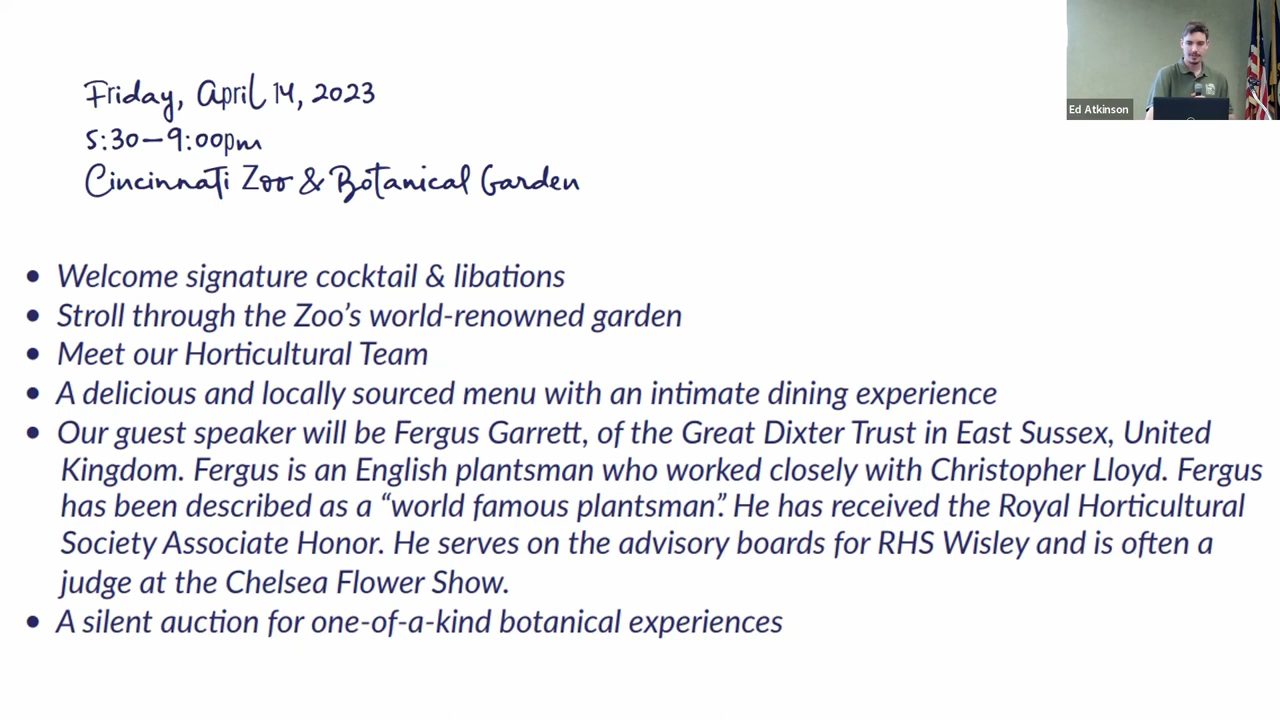 Friday, April 14, 2023
5:30–9:00pm
Cincinnati Zoo & Botanical Garden
Ed Atkinson
• Welcome signature cocktail & libations
• Stroll through the Zoo’s world-renowned garden
• Meet our Horticultural Team
• A delicious and locally sourced menu with an intimate dining experience
• Our guest speaker will be Fergus Garrett, of the Great Dixter Trust in East Sussex, United
Kingdom. Fergus is an English plantsman who worked closely with Christopher Lloyd. Fergus
has been described as a “world famous plantsman”. He has received the Royal Horticultural
Society Associate Honor. He serves on the advisory boards for RHS Wisley and is often a
judge at the Chelsea Flower Show.
• A silent auction for one-of-a-kind botanical experiences